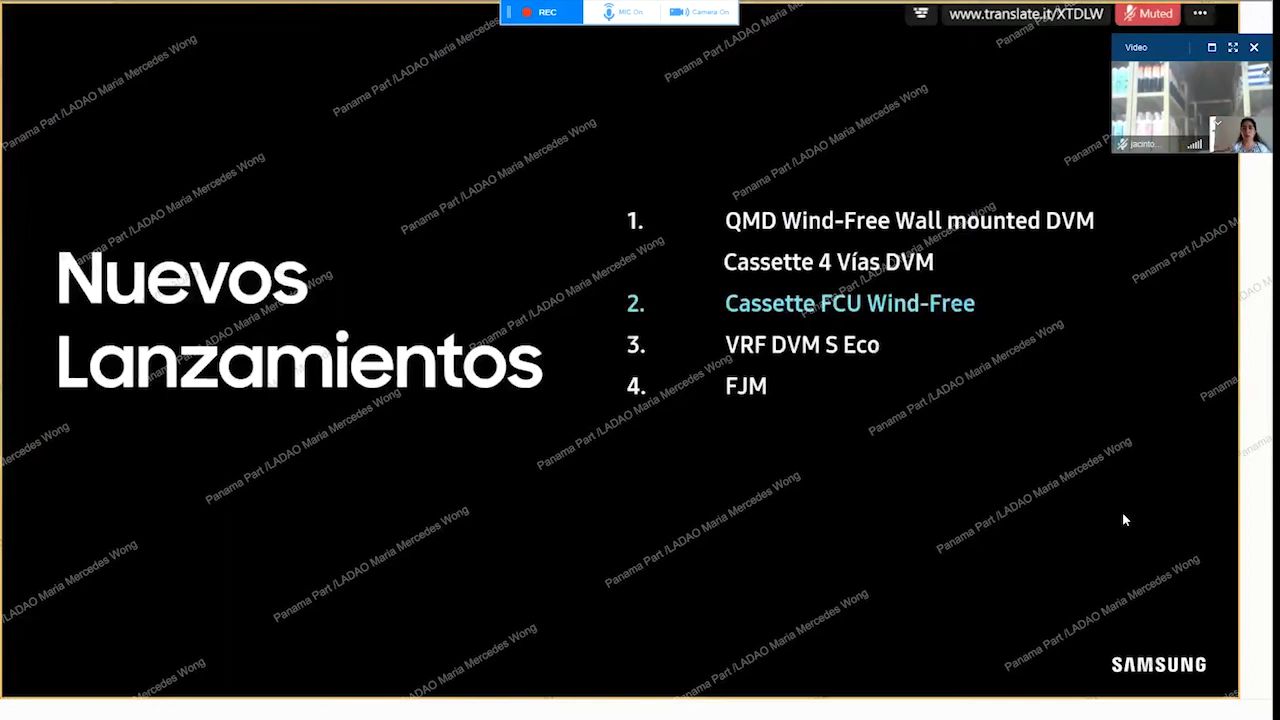 REC
MIC On
Camera On
www.translate.it/XTDLW
Muted
Video
jacinto...
Nuevos
Lanzamientos
1. QMD Wind-Free Wall mounted DVM
Cassette 4 Vías DVM
2. Cassette FCU Wind-Free
3. VRF DVM S Eco
4. FJM
Panama Part /LADAO Maria Mercedes Wong
SAMSUNG